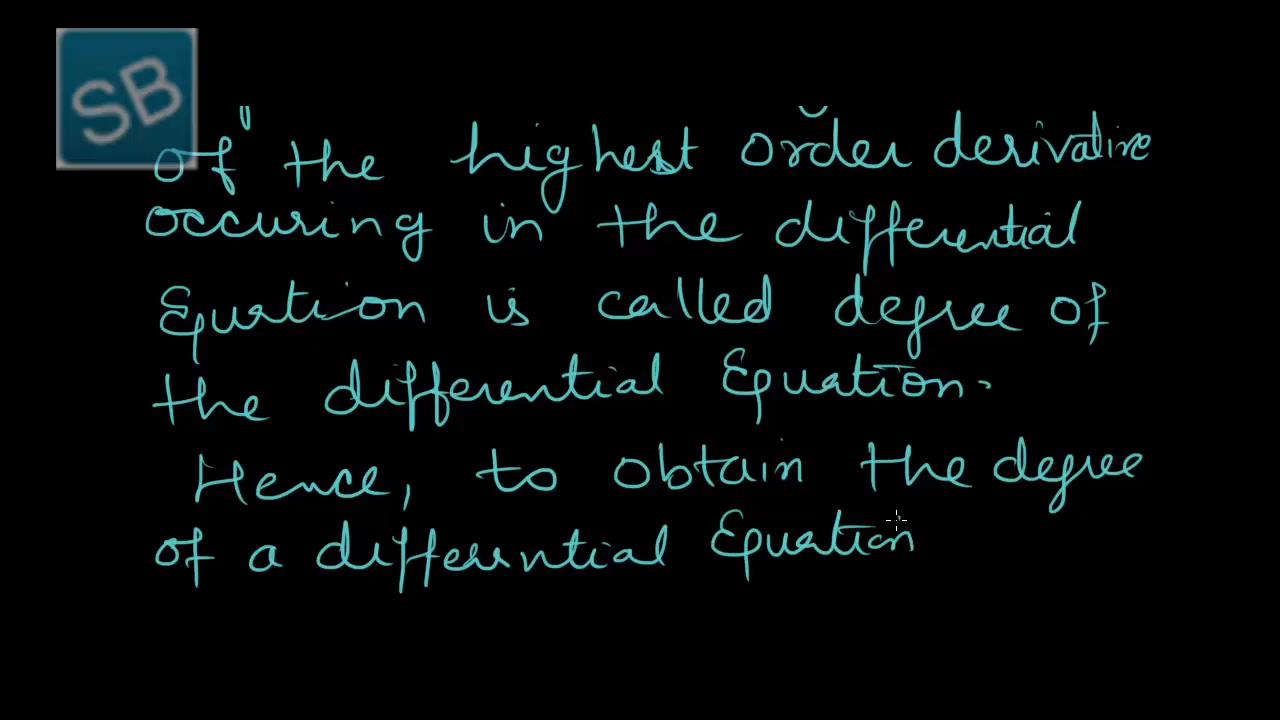 SB
of the highest order derivative
occuring in the differential
Equation is called degree of
the differential Equation.
Hence, to obtain the degree
of a differential Equation